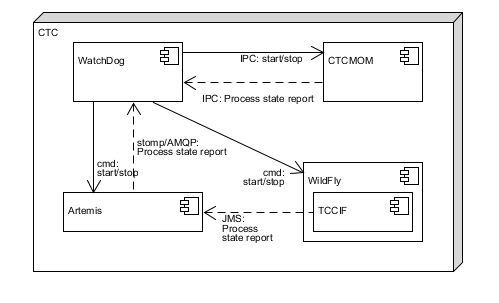 CTC
WatchDog
IPC: start/stop
CTCMOM
IPC: Process state report
stomp/AMQP:
Process state report
cmd:
start/stop
cmd:
start/stop
WildFly
TCCIF
Artemis
JMS:
Process
state report